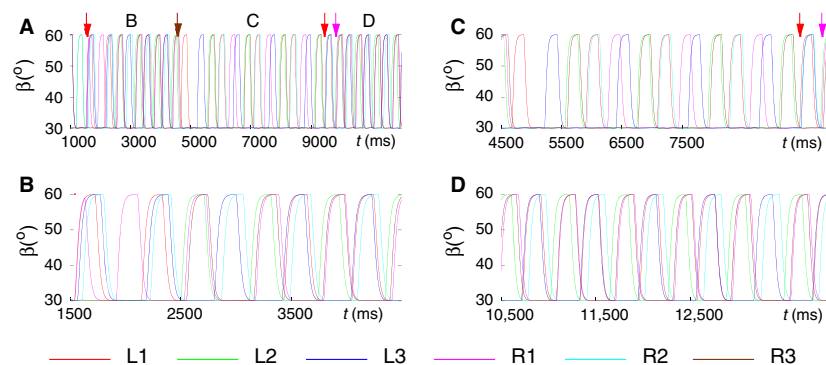 A B C D
60
50
40
30
β(o)
1000 3000 5000 7000 9000 t (ms)
C
60
50
40
30
β(o)
4500 5500 6500 7500 t (ms)
B
60
50
40
30
β(o)
1500 2500 3500 t (ms)
D
60
50
40
30
β(o)
10,500 11,500 12,500 t (ms)
L1 L2 L3 R1 R2 R3